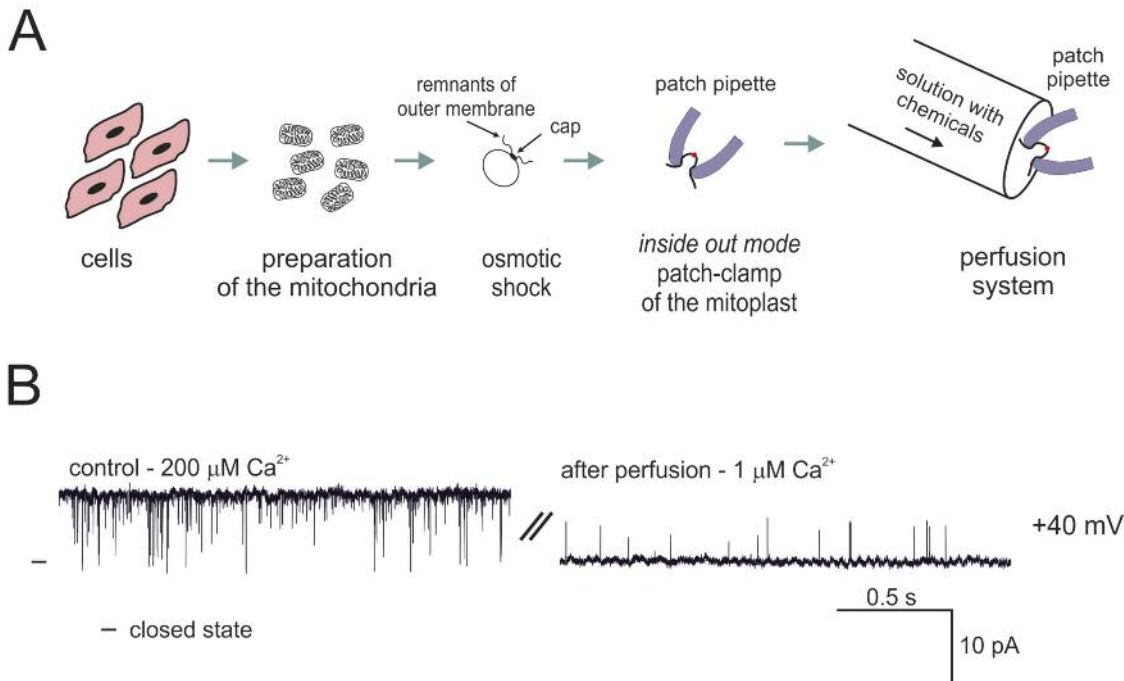 A
remnants of
outer membrane
cap
patch pipette
solution with
chemicals
patch
pipette
cells
preparation
of the mitochondria
osmotic
shock
inside out mode
patch-clamp
of the mitoplast
perfusion
system
B
control - 200 μM Ca²⁺
after perfusion - 1 μM Ca²⁺
+40 mV
0.5 s
10 pA
– closed state